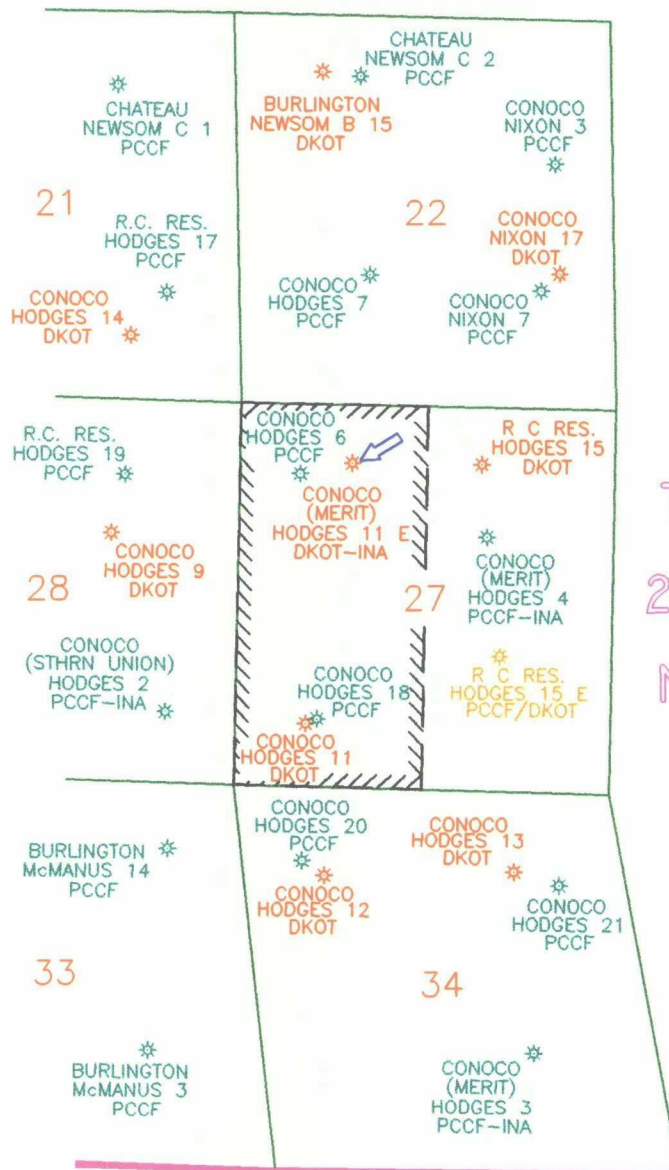 CHATEAU
NEWSOM C 1
PCCF
21
R.C. RES.
HODGES 17
PCCF
CONOCO
HODGES 14
DKOT
CHATEAU
NEWSOM C 2
PCCF
BURLINGTON
NEWSOM B 15
DKOT
CONOCO
NIXON 3
PCCF
22
CONOCO
NIXON 17
DKOT
CONOCO
HODGES 7
PCCF
CONOCO
NIXON 7
PCCF
R.C. RES.
HODGES 19
PCCF
CONOCO
HODGES 9
DKOT
28
CONOCO
(STHRN UNION)
HODGES 2
PCCF-INA
CONOCO
HODGES 6
PCCF
CONOCO
(MERIT)
HODGES 11 E
DKOT-INA
27
CONOCO
HODGES 18
PCCF
CONOCO
HODGES 11
DKOT
R C RES.
HODGES 15
DKOT
CONOCO
(MERIT)
HODGES 4
PCCF-INA
R C RES.
HODGES 15 E
PCCF/DKOT
BURLINGTON
McMANUS 14
PCCF
33
BURLINGTON
McMANUS 3
PCCF
CONOCO
HODGES 20
PCCF
CONOCO
HODGES 12
DKOT
CONOCO
HODGES 13
DKOT
CONOCO
HODGES 21
PCCF
34
CONOCO
(MERIT)
HODGES 3
PCCF-INA